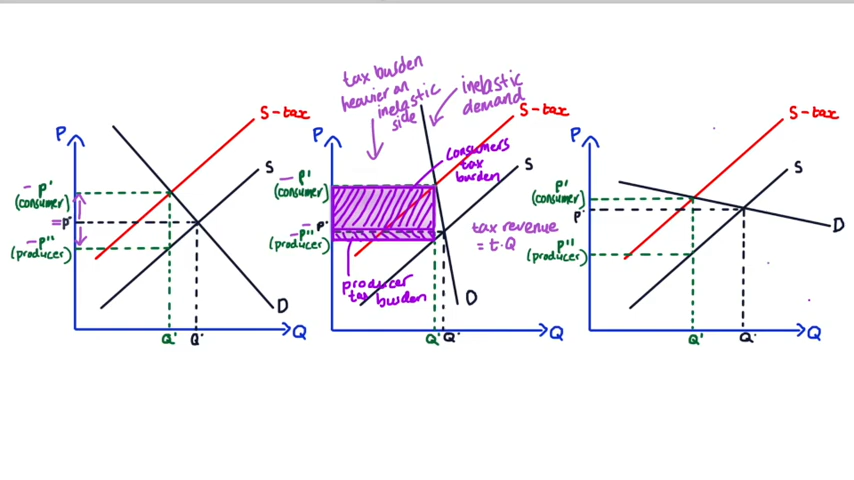 P
S-tax
S
P'
(consumer)
P*
P"
(producer)
D
Q'
Q*
Q
tax burden
heavier on
inelastic
side
inelastic
demand
P
S-tax
S
consumers
tax
burden
P'
(consumer)
P*
P"
(producer)
tax revenue
= t·Q
producer
tax burden
D
Q'
Q*
Q
P
S-tax
S
P'
(consumer)
P*
P"
(producer)
D
Q'
Q*
Q